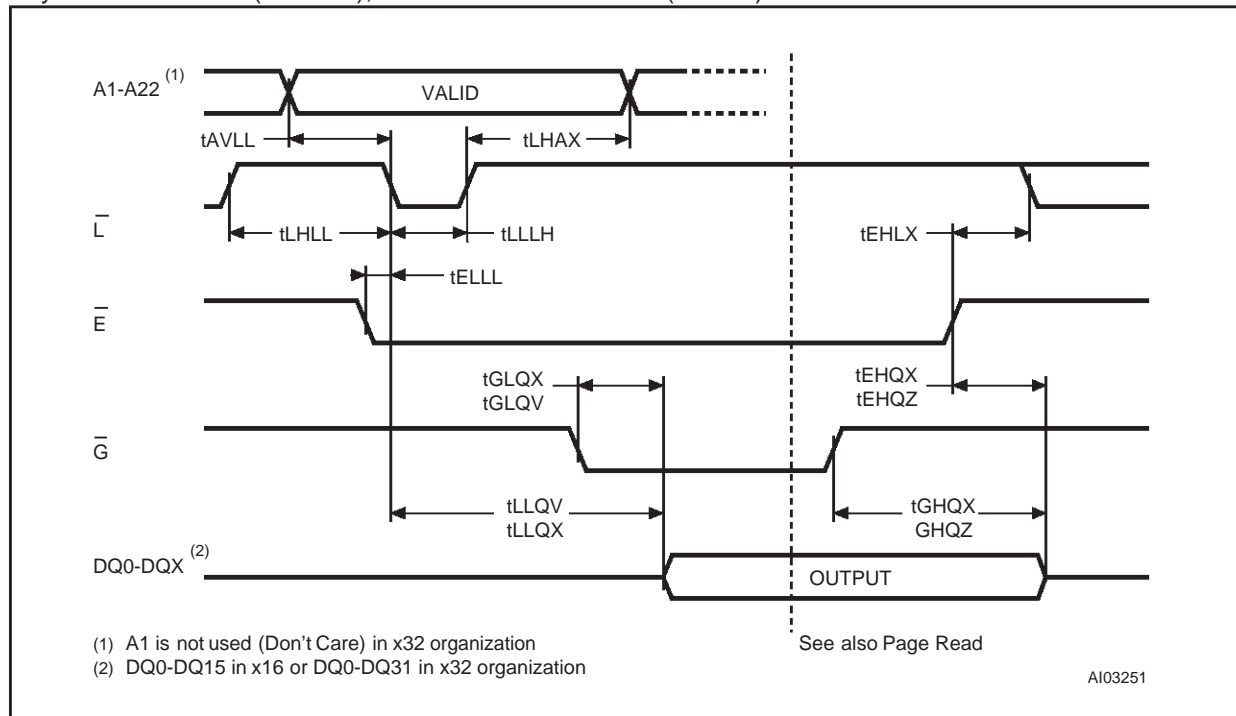 A1-A22 (1)
VALID
tAVLL
tLHAX
L
tLHLL
tLLLH
tEHLX
tELLL
E
tGLQX
tGLQV
tEHQX
tEHQZ
G
tLLQV
tLLQX
tGHQX
GHQZ
DQ0-DQX (2)
OUTPUT
(1) A1 is not used (Don't Care) in x32 organization
See also Page Read
(2) DQ0-DQ15 in x16 or DQ0-DQ31 in x32 organization
AI03251